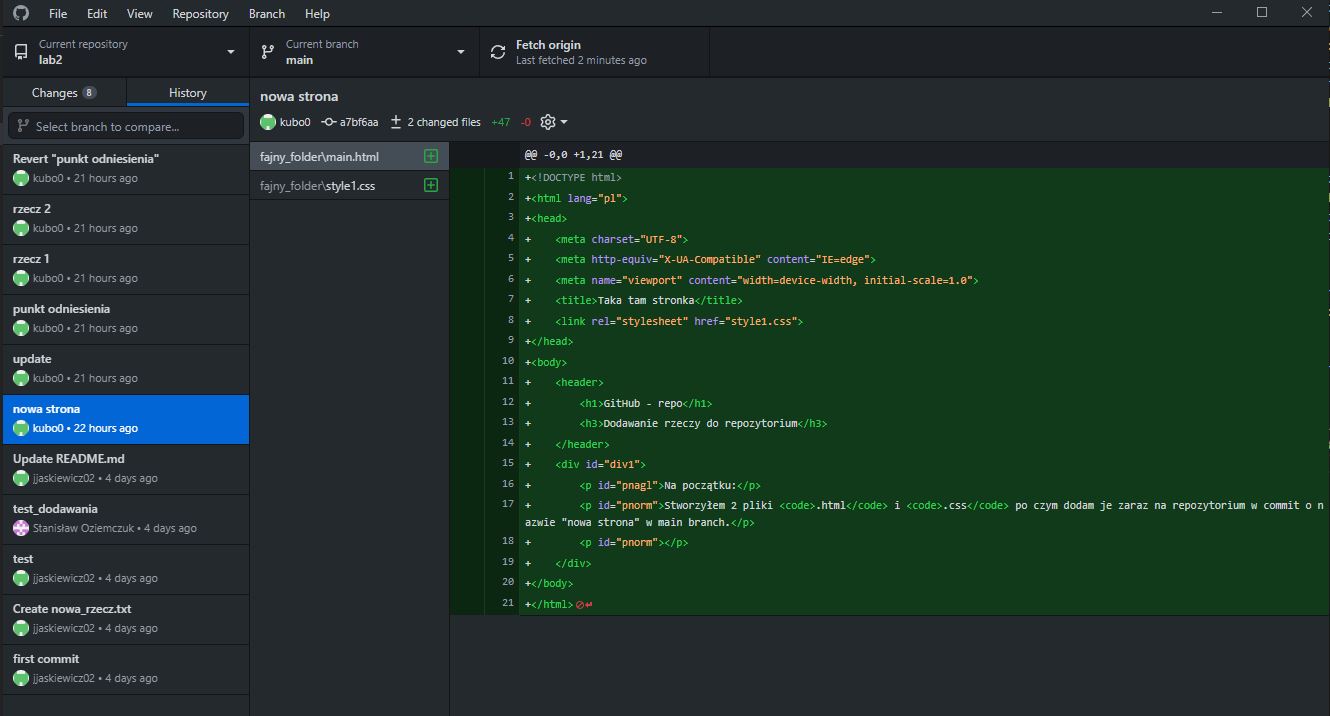 File Edit View Repository Branch Help
Current repository
lab2
Current branch
main
Fetch origin
Last fetched 2 minutes ago
Changes 8
History
Select branch to compare...
Revert "punkt odniesienia"
kubo0 • 21 hours ago
rzecz 2
kubo0 • 21 hours ago
rzecz 1
kubo0 • 21 hours ago
punkt odniesienia
kubo0 • 21 hours ago
update
kubo0 • 21 hours ago
nowa strona
kubo0 • 22 hours ago
Update README.md
jjaskiewicz02 • 4 days ago
test_dodawania
Stanisław Oziemczuk • 4 days ago
test
jjaskiewicz02 • 4 days ago
Create nowa_rzecz.txt
jjaskiewicz02 • 4 days ago
first commit
jjaskiewicz02 • 4 days ago
nowa strona
kubo0 a7bf6aa 2 changed files +47 -0
fajny_folder\main.html
fajny_folder\style1.css
@@ -0,0 +1,21 @@
1 +<!DOCTYPE html>
2 +<html lang="pl">
3 +<head>
4 +    <meta charset="UTF-8">
5 +    <meta http-equiv="X-UA-Compatible" content="IE=edge">
6 +    <meta name="viewport" content="width=device-width, initial-scale=1.0">
7 +    <title>Taka tam stronka</title>
8 +    <link rel="stylesheet" href="style1.css">
9 +</head>
10 +<body>
11 +    <header>
12 +        <h1>GitHub - repo</h1>
13 +        <h3>Dodawanie rzeczy do repozytorium</h3>
14 +    </header>
15 +    <div id="div1">
16 +        <p id="pnagl">Na początku:</p>
17 +        <p id="pnorm">Stworzyłem 2 pliki <code>.html</code> i <code>.css</code> po czym dodam je zaraz na repozytorium w commit o n
azwie "nowa strona" w main branch.</p>
18 +        <p id="pnorm"></p>
19 +    </div>
20 +</body>
21 +</html>